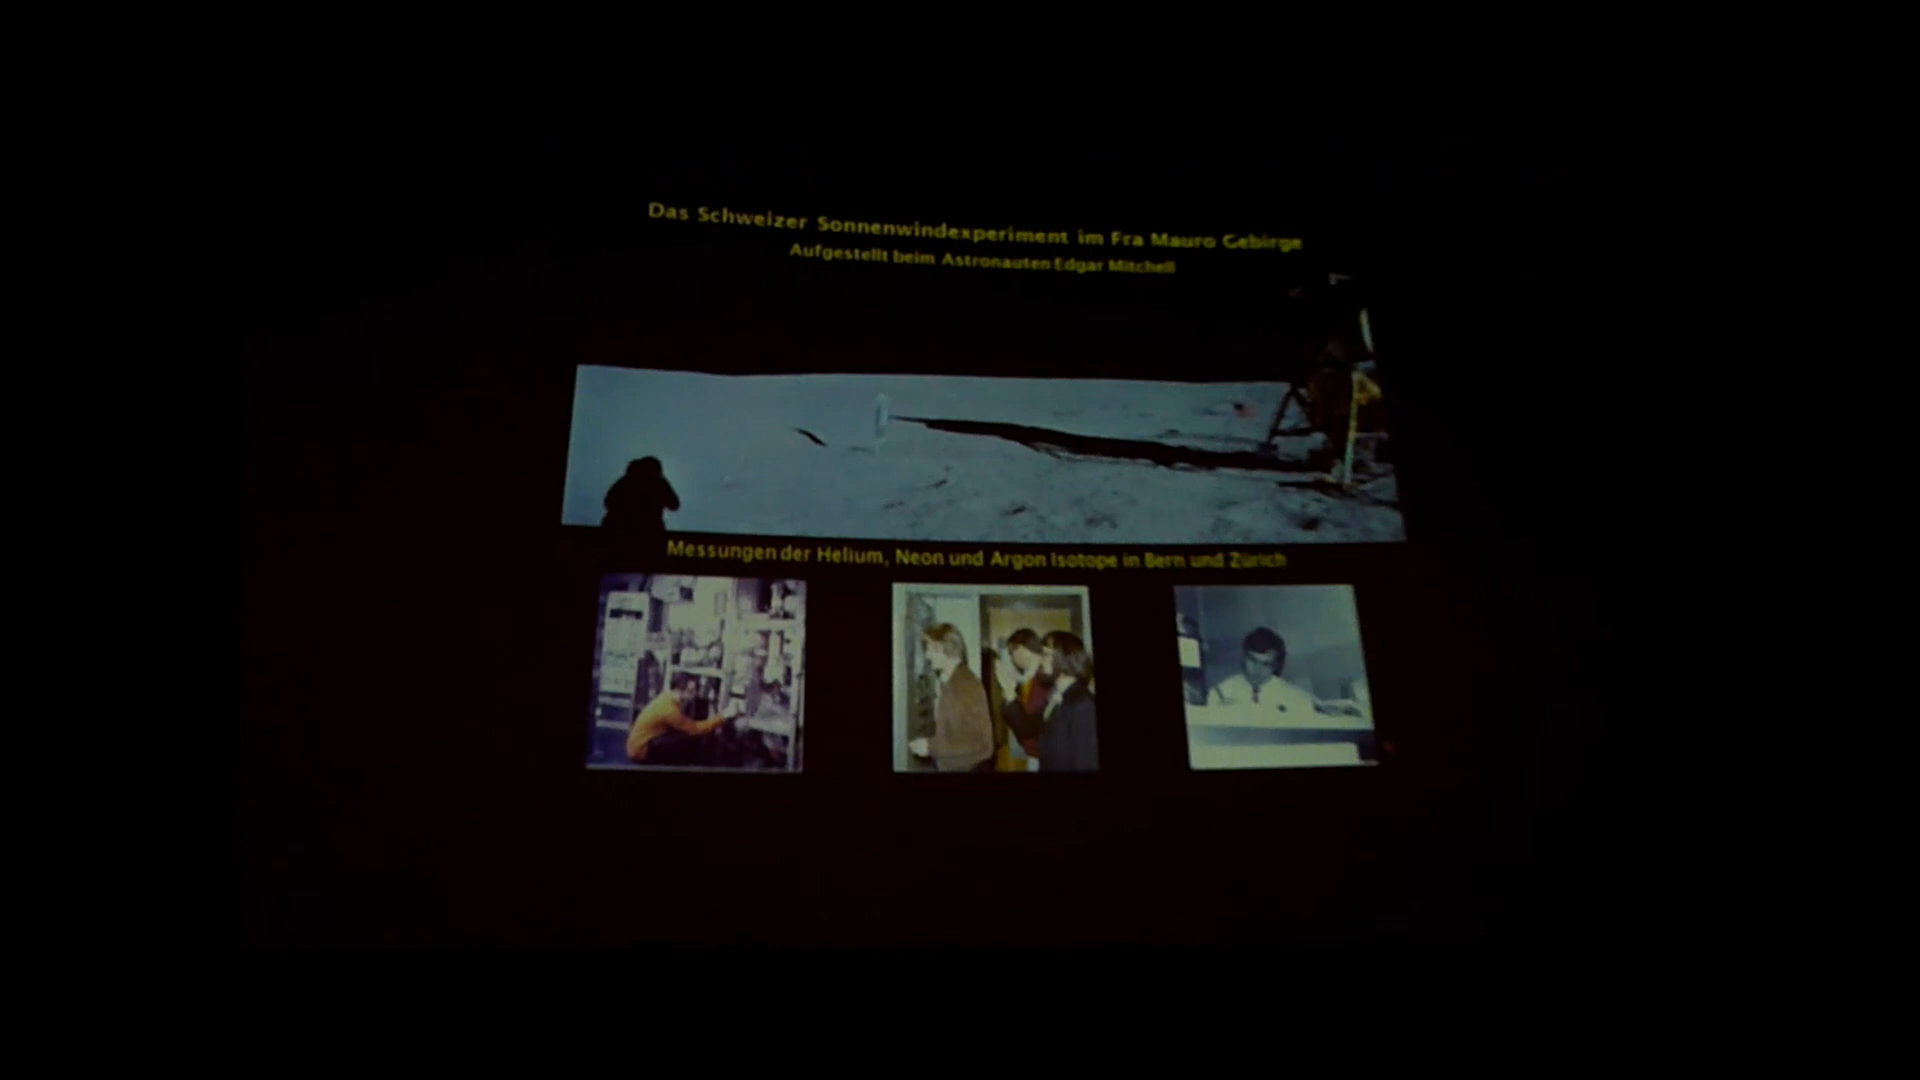 Das Schweizer Sonnenwindexperiment im Fra Mauro Gebirge
Aufgestellt beim Astronauten Edgar Mitchell
Messungen der Helium, Neon und Argon Isotope in Bern und Zürich